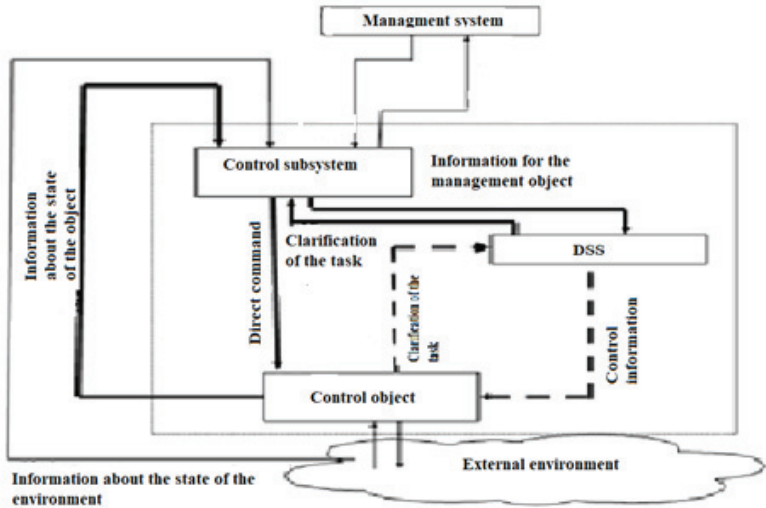 Managment system
Control subsystem
Information for the
management object
Information
about the state
of the object
Clarification
of the task
DSS
Direct command
Clarification of the
task
Control
information
Control object
External environment
Information about the state of the
environment